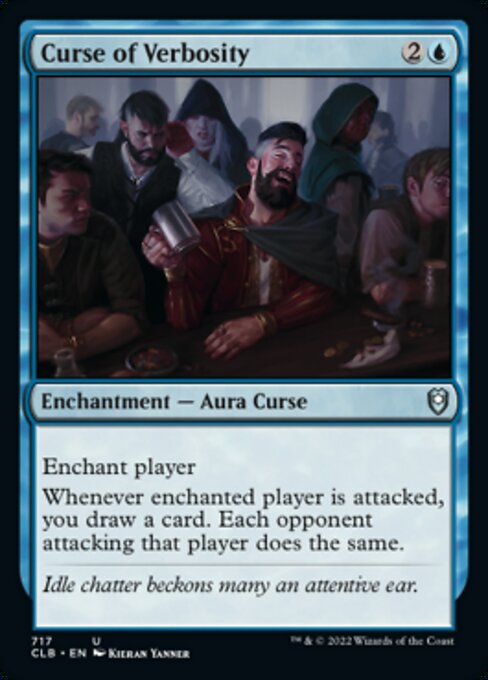 Curse of Verbosity 2
Enchantment — Aura Curse
Enchant player
Whenever enchanted player is attacked,
you draw a card. Each opponent
attacking that player does the same.
Idle chatter beckons many an attentive ear.
717 U
CLB • EN Kieran Yanner
™ & © 2022 Wizards of the Coast